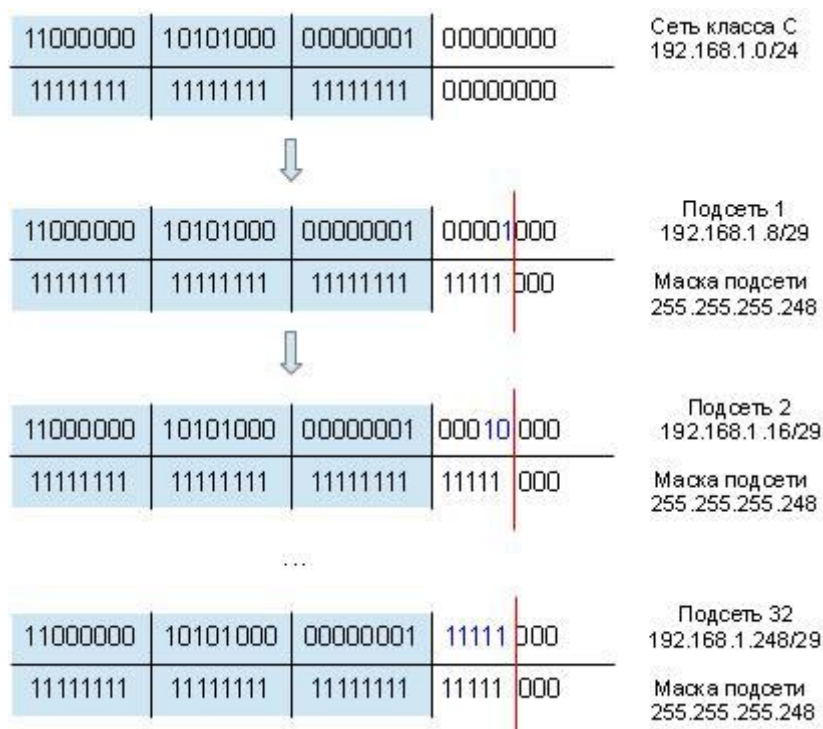 11000000 10101000 00000001 00000000
Сеть класса С
192.168.1.0/24
11111111 11111111 11111111 00000000
11000000 10101000 00000001 00001000
Подсеть 1
192.168.1.8/29
11111111 11111111 11111 000
Маска подсети
255.255.255.248
11000000 10101000 00000001 00010 000
Подсеть 2
192.168.1.16/29
11111111 11111111 11111111 11111 000
Маска подсети
255.255.255.248
...
11000000 10101000 00000001 11111 000
Подсеть 32
192.168.1.248/29
11111111 11111111 11111111 11111 000
Маска подсети
255.255.255.248